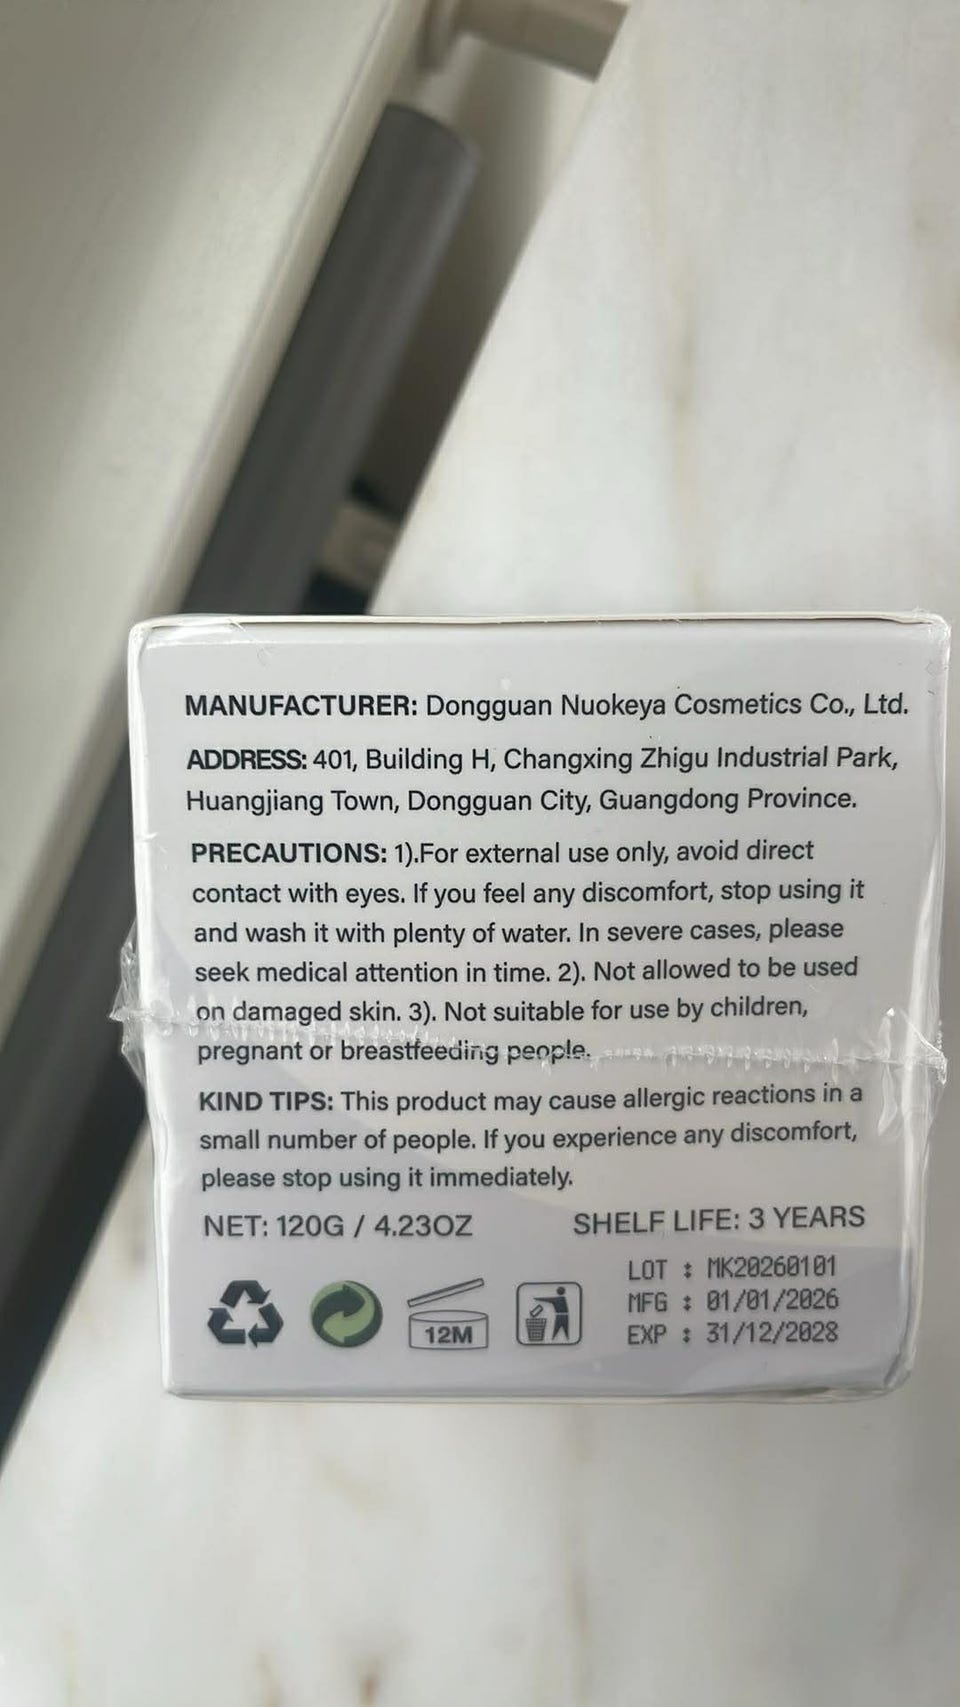 MANUFACTURER: Dongguan Nuokeya Cosmetics Co., Ltd.
ADDRESS: 401, Building H, Changxing Zhigu Industrial Park,
Huangjiang Town, Dongguan City, Guangdong Province.
PRECAUTIONS: 1).For external use only, avoid direct
contact with eyes. If you feel any discomfort, stop using it
and wash it with plenty of water. In severe cases, please
seek medical attention in time. 2). Not allowed to be used
on damaged skin. 3). Not suitable for use by children,
pregnant or breastfeeding people.
KIND TIPS: This product may cause allergic reactions in a
small number of people. If you experience any discomfort,
please stop using it immediately.
NET: 120G / 4.23OZ SHELF LIFE: 3 YEARS
LOT : MK20260101
MFG : 01/01/2026
12M EXP : 31/12/2028